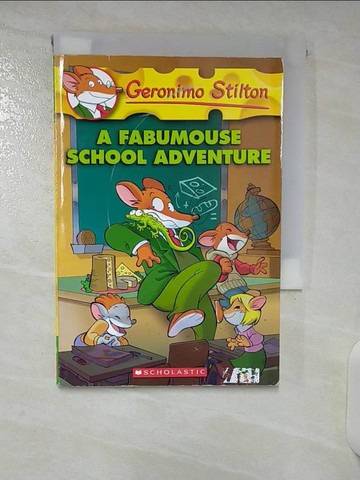 Geronimo Stilton
A FABUMOUSE
SCHOOL ADVENTURE
SCHOLASTIC